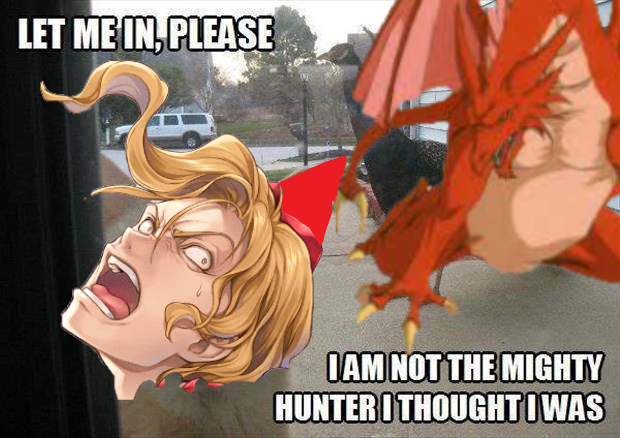 LET ME IN, PLEASE
I AM NOT THE MIGHTY
HUNTER I THOUGHT I WAS